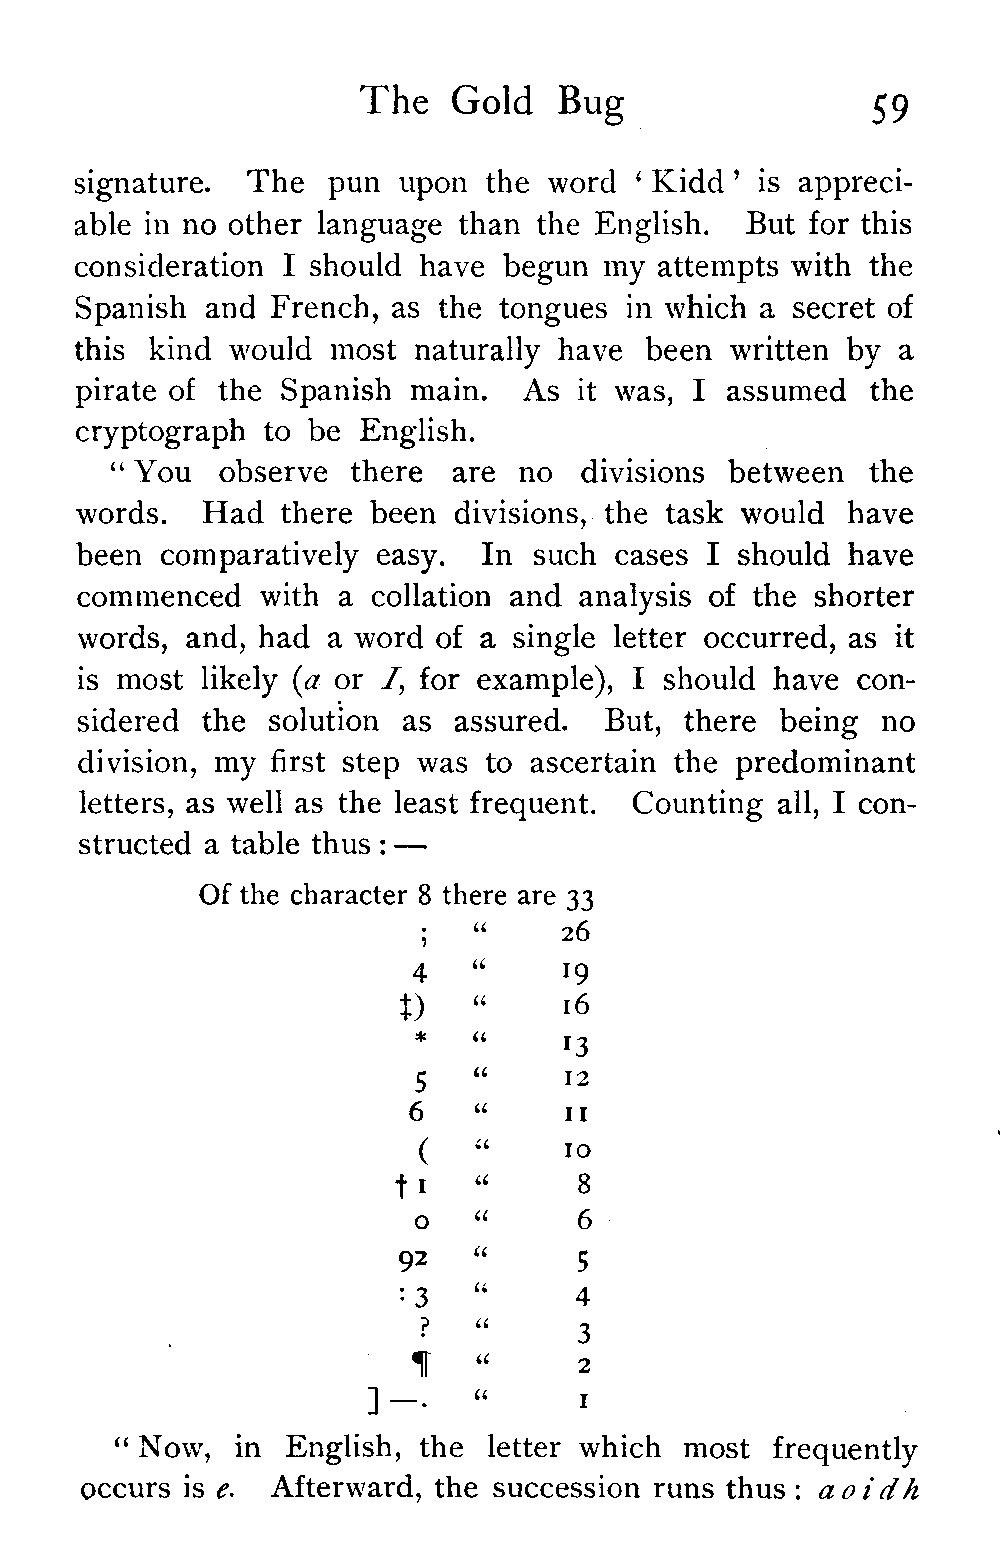 The Gold Bug 59
signature. The pun upon the word ‘Kidd’ is appreci-
able in no other language than the English. But for this
consideration I should have begun my attempts with the
Spanish and French, as the tongues in which a secret of
this kind would most naturally have been written by a
pirate of the Spanish main. As it was, I assumed the
cryptograph to be English.
“You observe there are no divisions between the
words. Had there been divisions, the task would have
been comparatively easy. In such cases I should have
commenced with a collation and analysis of the shorter
words, and, had a word of a single letter occurred, as it
is most likely (a or I, for example), I should have con-
sidered the solution as assured. But, there being no
division, my first step was to ascertain the predominant
letters, as well as the least frequent. Counting all, I con-
structed a table thus:—
Of the character 8 there are 33
; “ 26
4 “ 19
‡) “ 16
* “ 13
5 “ 12
6 “ 11
( “ 10
†1 “ 8
0 “ 6
92 “ 5
:3 “ 4
? “ 3
¶ “ 2
]—. “ 1
“Now, in English, the letter which most frequently
occurs is e. Afterward, the succession runs thus: a o i d h